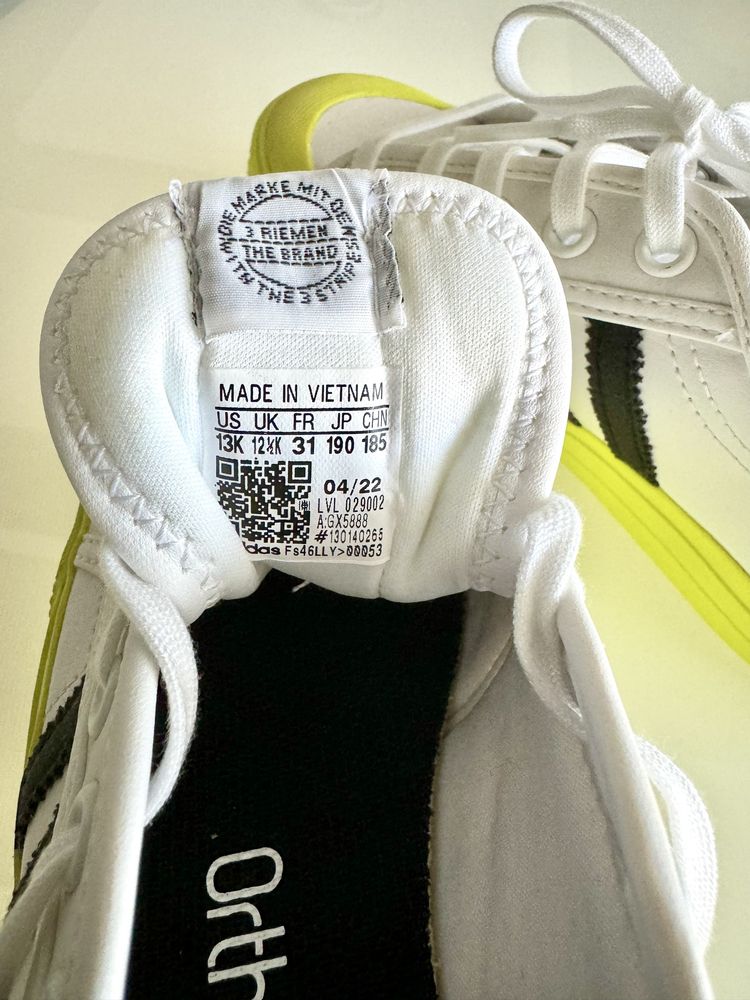 DIE MARKE MIT DEN
3 RIEMEN
THE BRAND
WITH THE 3 STRIPES
MADE IN VIETNAM
US UK FR JP CHN
13K 12½K 31 190 185
04/22
LVL 029002
A:GX5888
#130140265
das Fs46LLY>00053
Orth